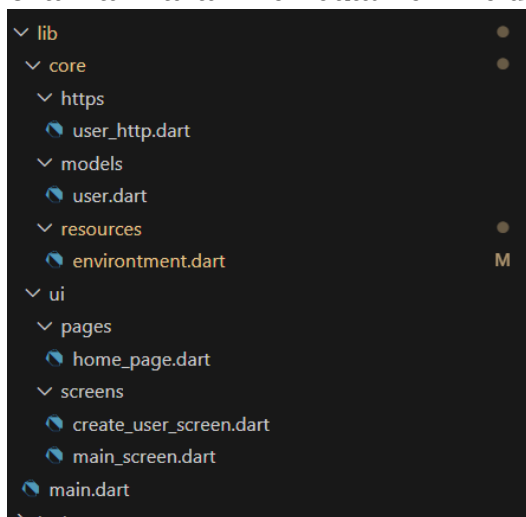 lib
core
https
user_http.dart
models
user.dart
resources
environtment.dart M
ui
pages
home_page.dart
screens
create_user_screen.dart
main_screen.dart
main.dart